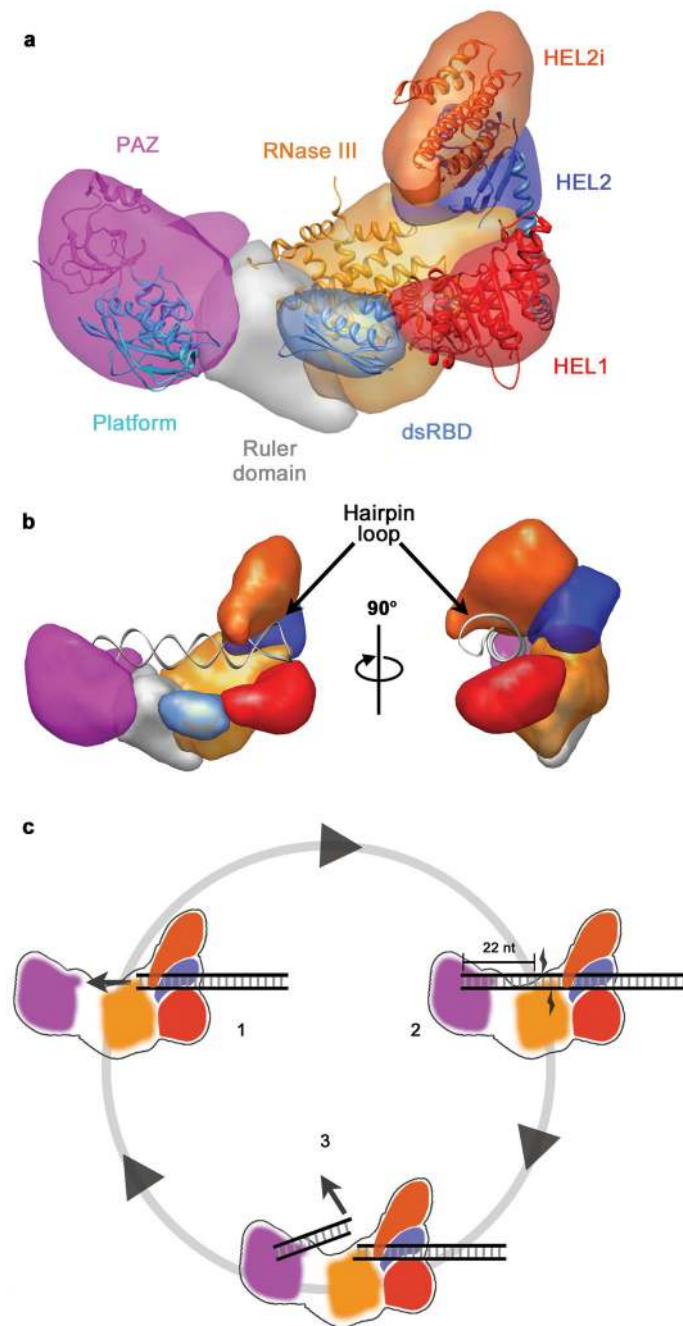 a
HEL2i
PAZ
RNase III
HEL2
HEL1
Platform
dsRBD
Ruler
domain
b
Hairpin
loop
90°
c
22 nt
1
2
3